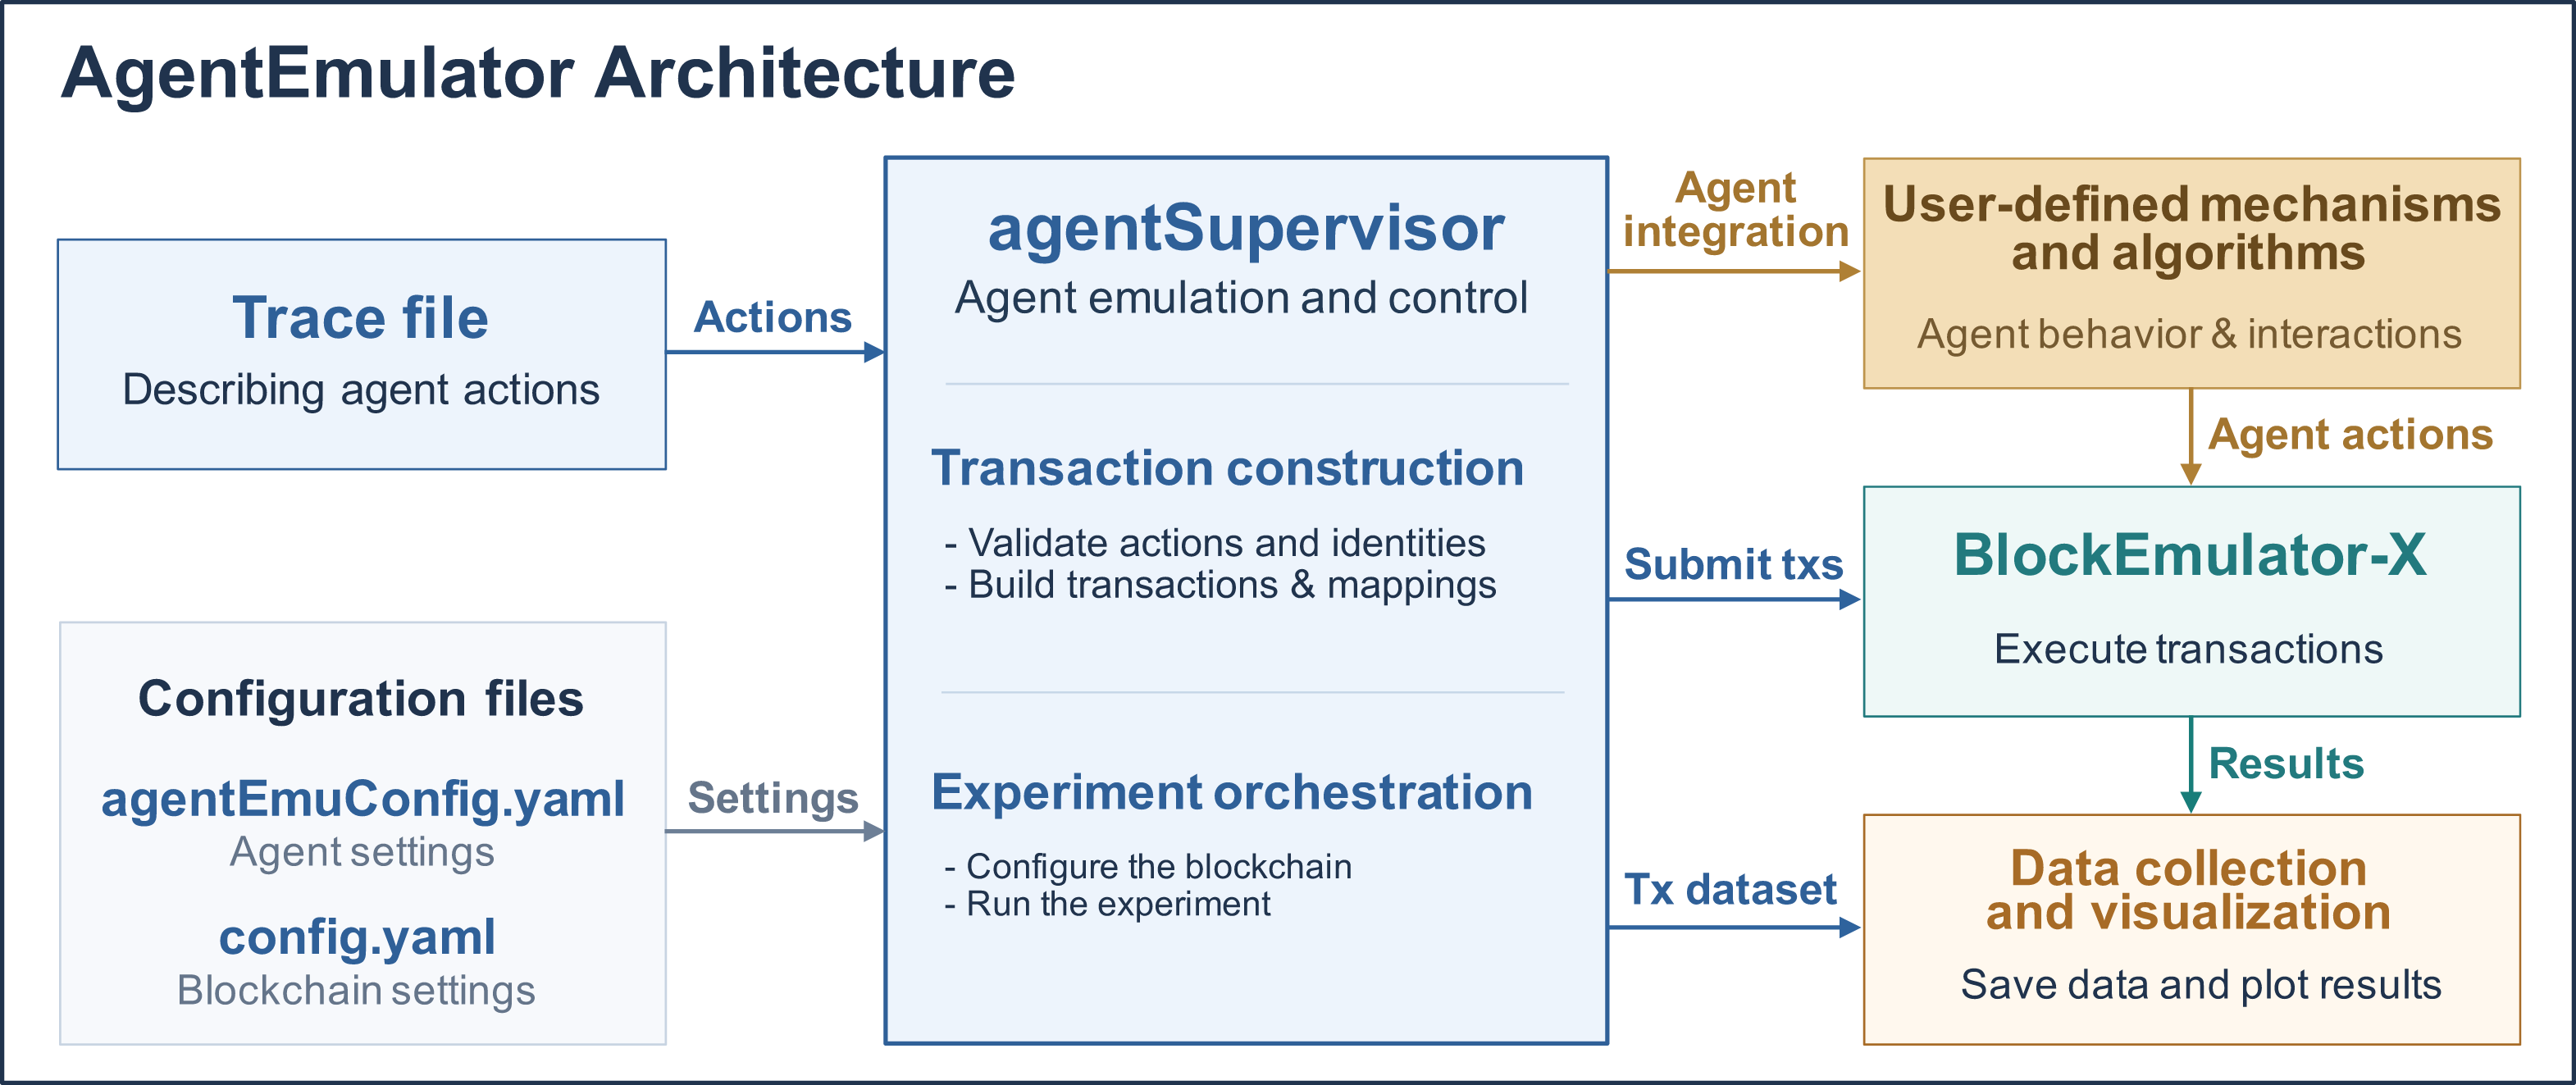 AgentEmulator Architecture
Trace file
Describing agent actions
Actions
Configuration files
agentEmuConfig.yaml
Agent settings
config.yaml
Blockchain settings
Settings
agentSupervisor
Agent emulation and control
Transaction construction
- Validate actions and identities
- Build transactions & mappings
Experiment orchestration
- Configure the blockchain
- Run the experiment
Agent
integration
User-defined mechanisms
and algorithms
Agent behavior & interactions
Agent actions
Submit txs
BlockEmulator-X
Execute transactions
Results
Tx dataset
Data collection
and visualization
Save data and plot results